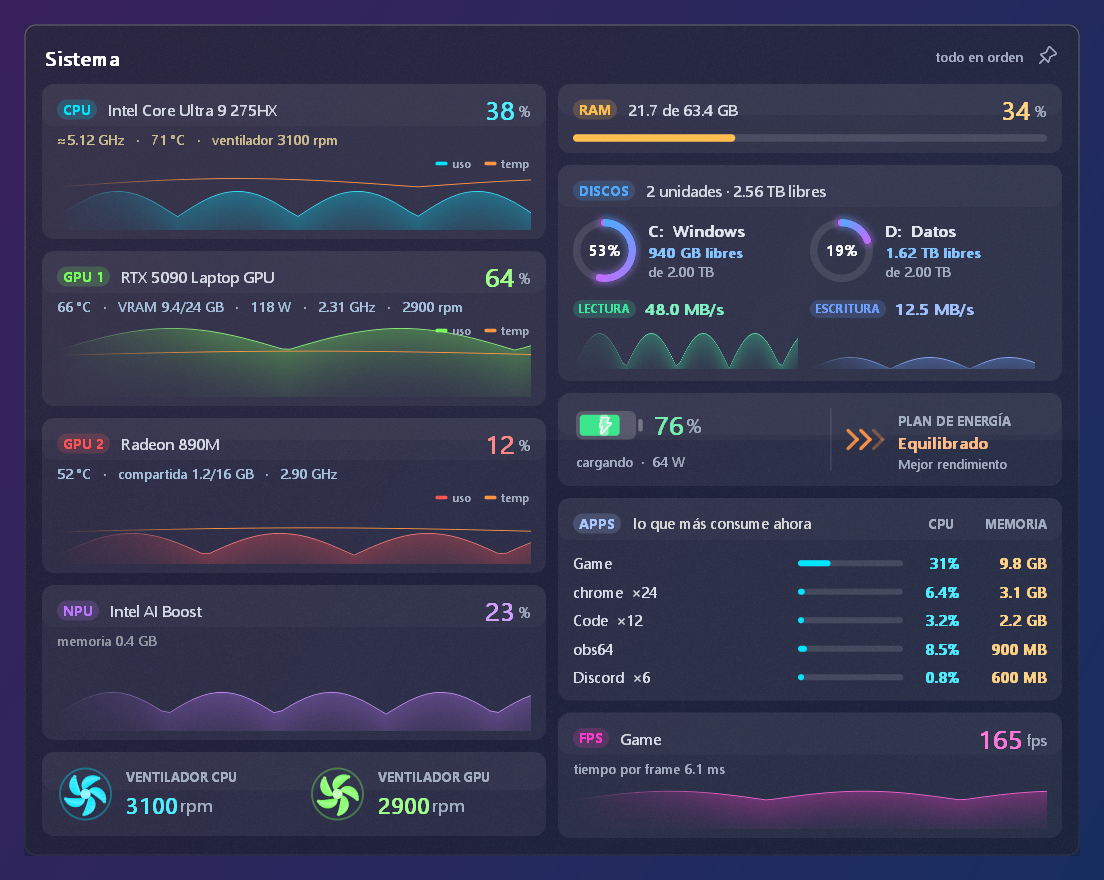 Sistema
todo en orden
CPU Intel Core Ultra 9 275HX 38 %
≈5.12 GHz · 71 °C · ventilador 3100 rpm
uso temp
GPU 1 RTX 5090 Laptop GPU 64 %
66 °C · VRAM 9.4/24 GB · 118 W · 2.31 GHz · 2900 rpm
uso temp
GPU 2 Radeon 890M 12 %
52 °C · compartida 1.2/16 GB · 2.90 GHz
uso temp
NPU Intel AI Boost 23 %
memoria 0.4 GB
VENTILADOR CPU
3100 rpm
VENTILADOR GPU
2900 rpm
RAM 21.7 de 63.4 GB 34 %
DISCOS 2 unidades · 2.56 TB libres
53%
C: Windows
940 GB libres
de 2.00 TB
19%
D: Datos
1.62 TB libres
de 2.00 TB
LECTURA 48.0 MB/s
ESCRITURA 12.5 MB/s
76 %
cargando · 64 W
PLAN DE ENERGÍA
Equilibrado
Mejor rendimiento
APPS lo que más consume ahora CPU MEMORIA
Game 31% 9.8 GB
chrome ×24 6.4% 3.1 GB
Code ×12 3.2% 2.2 GB
obs64 8.5% 900 MB
Discord ×6 0.8% 600 MB
FPS Game 165 fps
tiempo por frame 6.1 ms